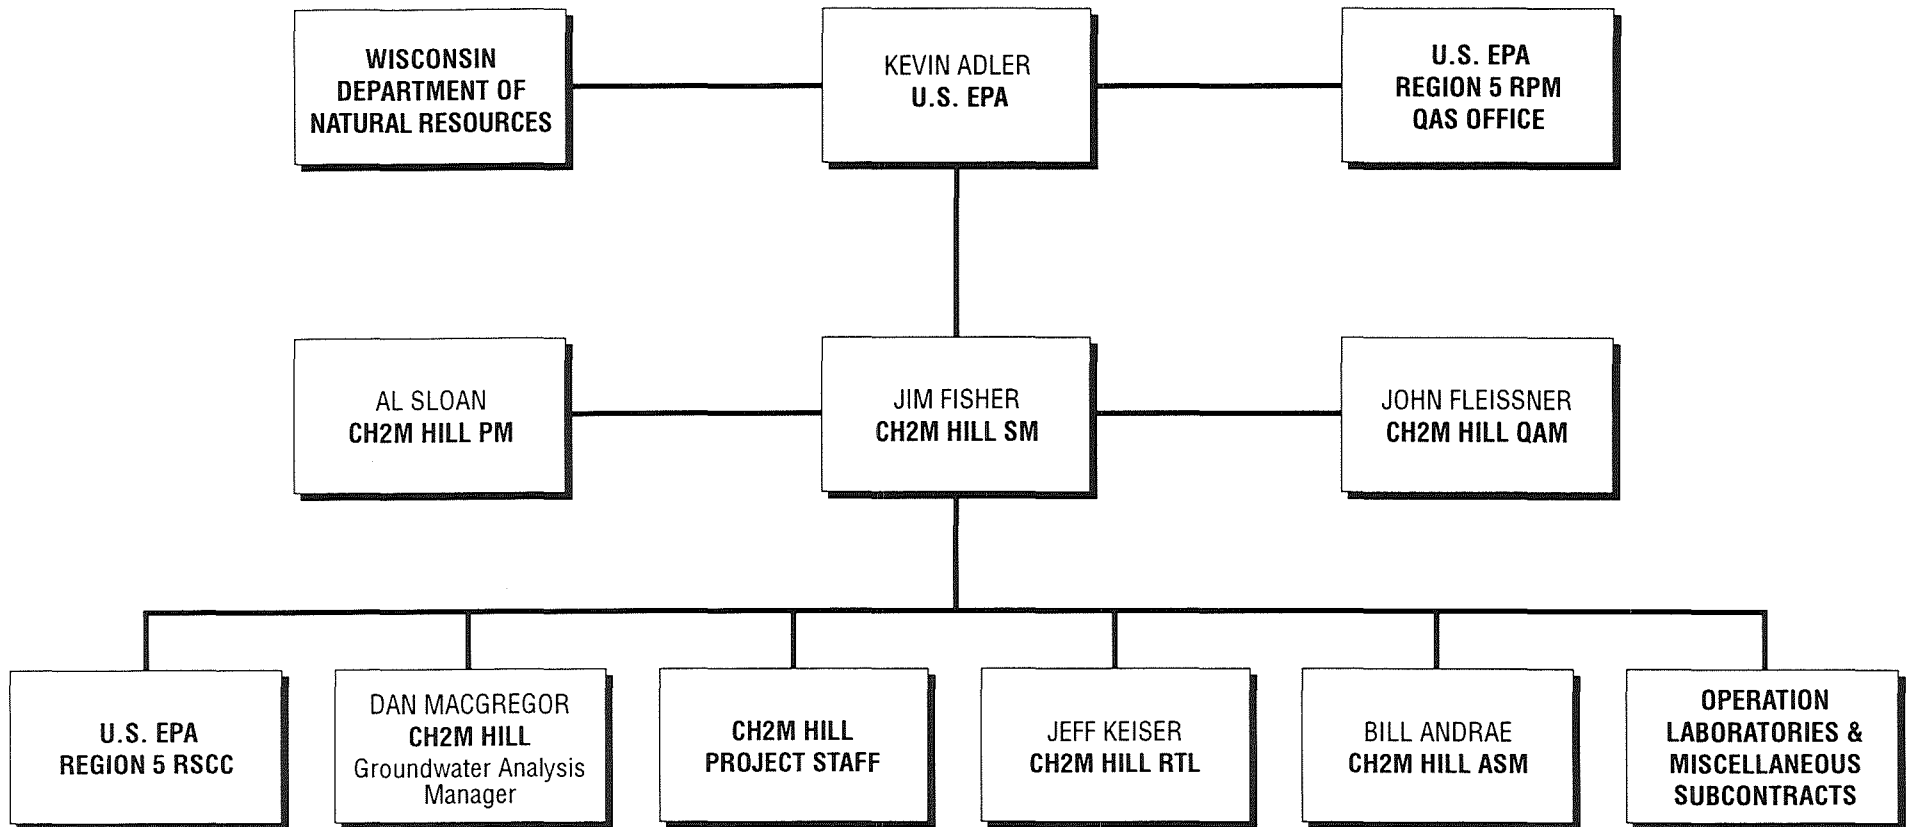 WISCONSIN
DEPARTMENT OF
NATURAL RESOURCES
KEVIN ADLER
U.S. EPA
U.S. EPA
REGION 5 RPM
QAS OFFICE
AL SLOAN
CH2M HILL PM
JIM FISHER
CH2M HILL SM
JOHN FLEISSNER
CH2M HILL QAM
U.S. EPA
REGION 5 RSCC
DAN MACGREGOR
CH2M HILL
Groundwater Analysis
Manager
CH2M HILL
PROJECT STAFF
JEFF KEISER
CH2M HILL RTL
BILL ANDRAE
CH2M HILL ASM
OPERATION
LABORATORIES &
MISCELLANEOUS
SUBCONTRACTS